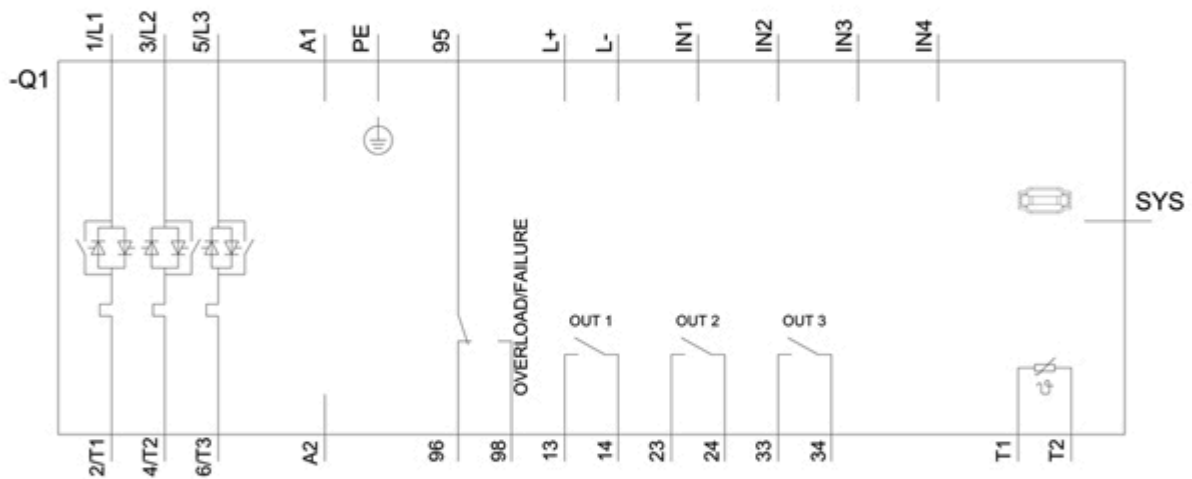 1/L1
3/L2
5/L3
A1
PE
95
L+
L-
IN1
IN2
IN3
IN4
-Q1
SYS
OVERLOAD/FAILURE
OUT 1
OUT 2
OUT 3
ϑ
2/T1
4/T2
6/T3
A2
96
98
13
14
23
24
33
34
T1
T2